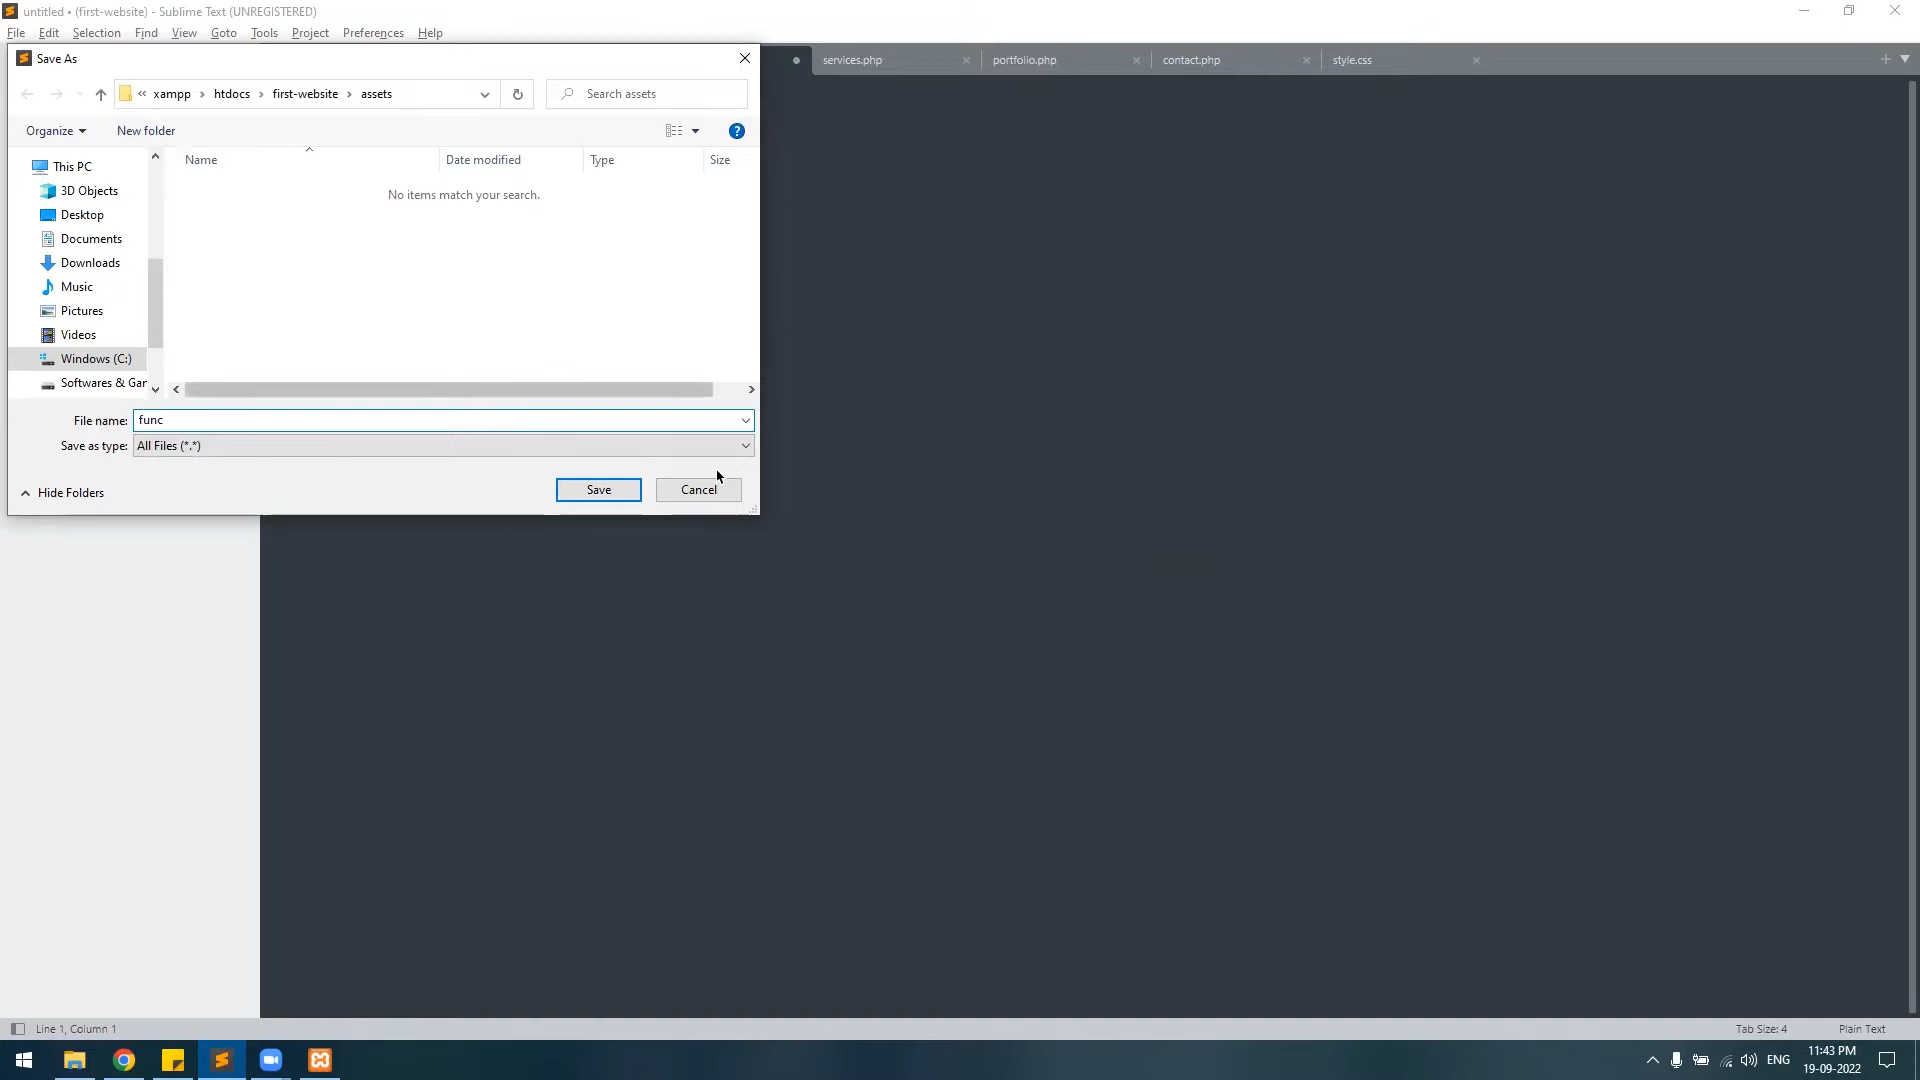 untitled • (first-website) - Sublime Text (UNREGISTERED)
File Edit Selection Find View Goto Tools Project Preferences Help
Save As
services.php
portfolio.php
contact.php
style.css
« xampp › htdocs › first-website › assets
Search assets
Organize
New folder
Name
Date modified
Type
Size
No items match your search.
This PC
3D Objects
Desktop
Documents
Downloads
Music
Pictures
Videos
Windows (C:)
Softwares & Gar
File name: func
Save as type: All Files (*.*)
Hide Folders
Save
Cancel
Line 1, Column 1
Tab Size: 4
Plain Text
ENG
11:43 PM
19-09-2022